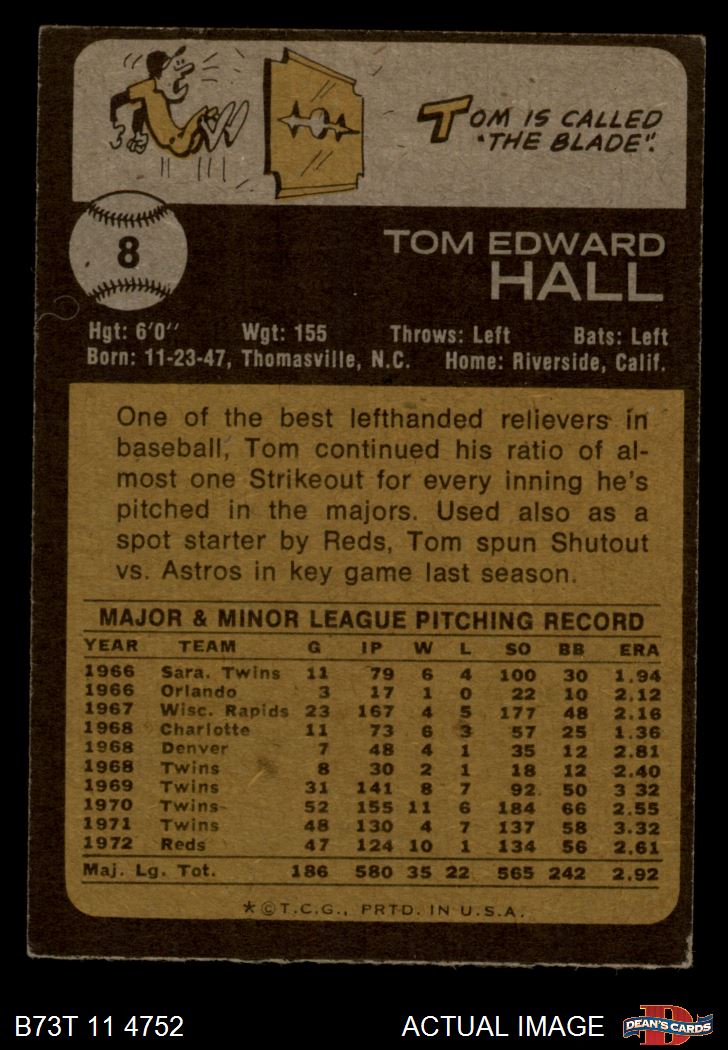 TOM IS CALLED
"THE BLADE".
8
TOM EDWARD
HALL
Hgt: 6'0'' Wgt: 155 Throws: Left Bats: Left
Born: 11-23-47, Thomasville, N.C. Home: Riverside, Calif.
One of the best lefthanded relievers in
baseball, Tom continued his ratio of al-
most one Strikeout for every inning he's
pitched in the majors. Used also as a
spot starter by Reds, Tom spun Shutout
vs. Astros in key game last season.
MAJOR & MINOR LEAGUE PITCHING RECORD
YEAR TEAM G IP W L SO BB ERA
1966 Sara. Twins 11 79 6 4 100 30 1.94
1966 Orlando 3 17 1 0 22 10 2.12
1967 Wisc. Rapids 23 167 4 5 177 48 2.16
1968 Charlotte 11 73 6 3 57 25 1.36
1968 Denver 7 48 4 1 35 12 2.81
1968 Twins 8 30 2 1 18 12 2.40
1969 Twins 31 141 8 7 92 50 3 32
1970 Twins 52 155 11 6 184 66 2.55
1971 Twins 48 130 4 7 137 58 3.32
1972 Reds 47 124 10 1 134 56 2.61
Maj. Lg. Tot. 186 580 35 22 565 242 2.92
*©T.C.G., PRTD. IN U.S.A.
B73T 11 4752 ACTUAL IMAGE D DEAN'S CARDS